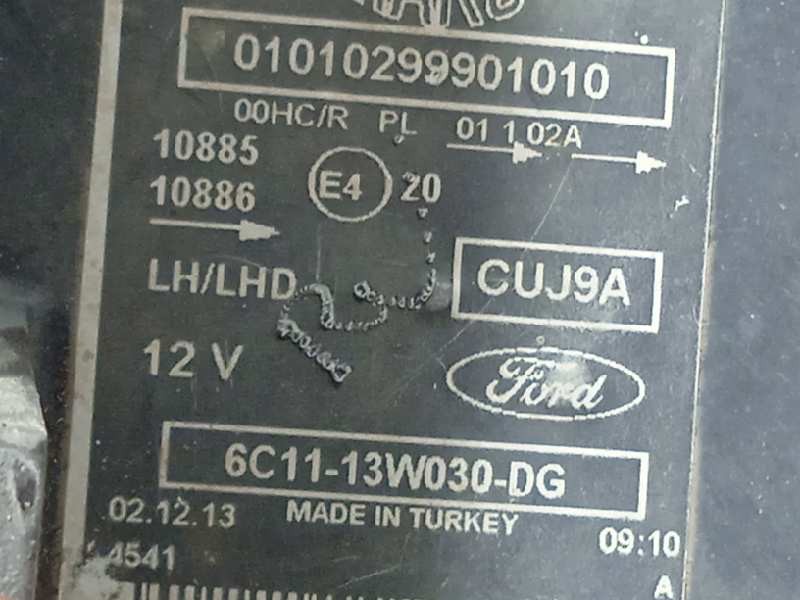 01010299901010
00HC/R PL 01 1,02A
10885
10886
E4 20
LH/LHD
CUJ9A
12 V
Ford
6C11-13W030-DG
02.12.13 MADE IN TURKEY 09:10
4541
A